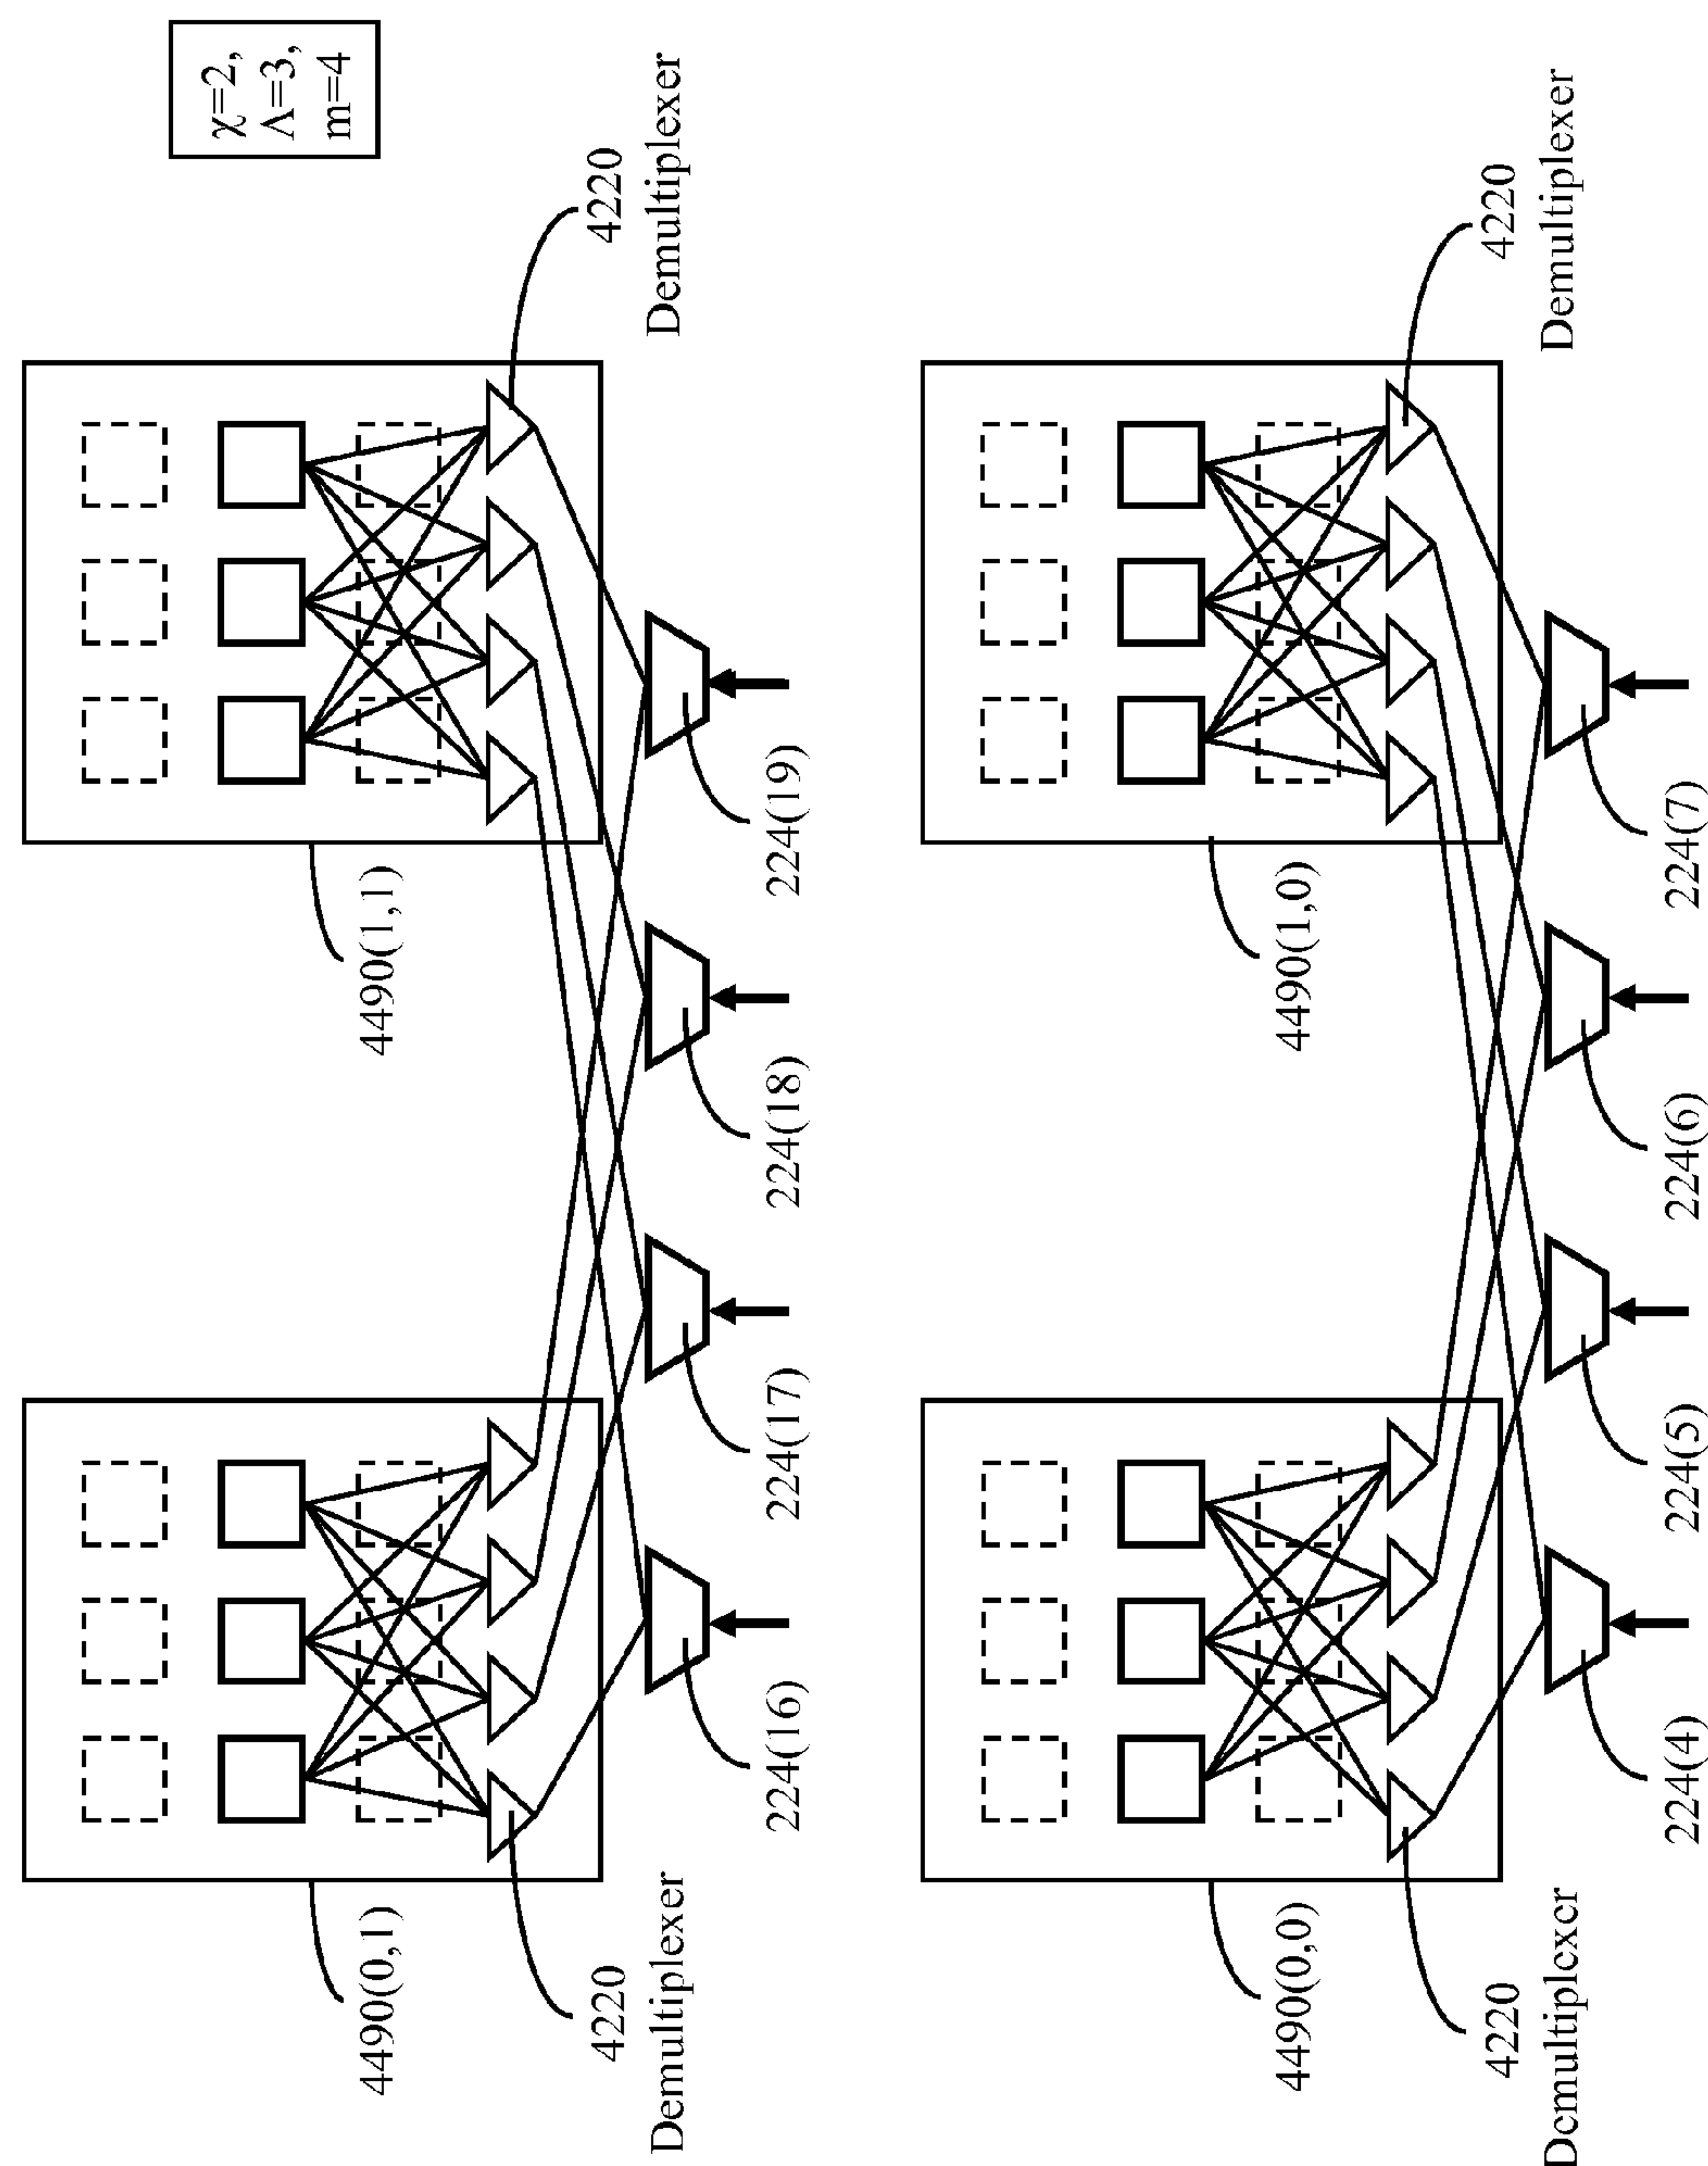 χ=2,
Λ=3,
m=4
4490(0,1)
4490(1,1)
4220
Demultiplexer
4220
Demultiplexer
224(16)
224(17)
224(18)
224(19)
4490(0,0)
4490(1,0)
4220
Demultiplexer
4220
Demultiplexer
224(4)
224(5)
224(6)
224(7)